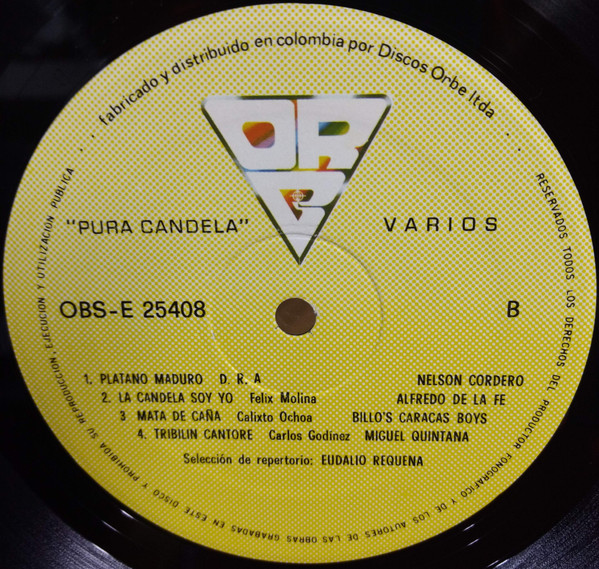 . . . fabricado y distribuido en colombia por Discos Orbe ltda . . .
OR
B
"PURA CANDELA" VARIOS
OBS-E 25408 B
1. PLATANO MADURO D. R. A NELSON CORDERO
2. LA CANDELA SOY YO Felix Molina ALFREDO DE LA FE
3 MATA DE CAÑA Calixto Ochoa BILLO'S CARACAS BOYS
4. TRIBILIN CANTORE Carlos Godínez MIGUEL QUINTANA
Selección de repertorio: EUDALIO REQUENA
RESERVADOS TODOS LOS DERECHOS DEL PRODUCTOR FONOGRAFICO Y DE LOS AUTORES DE LAS OBRAS GRABADAS EN ESTE DISCO Y PROHIBIDA SU REPRODUCCION, EJECUCION Y UTILIZACION PUBLICA